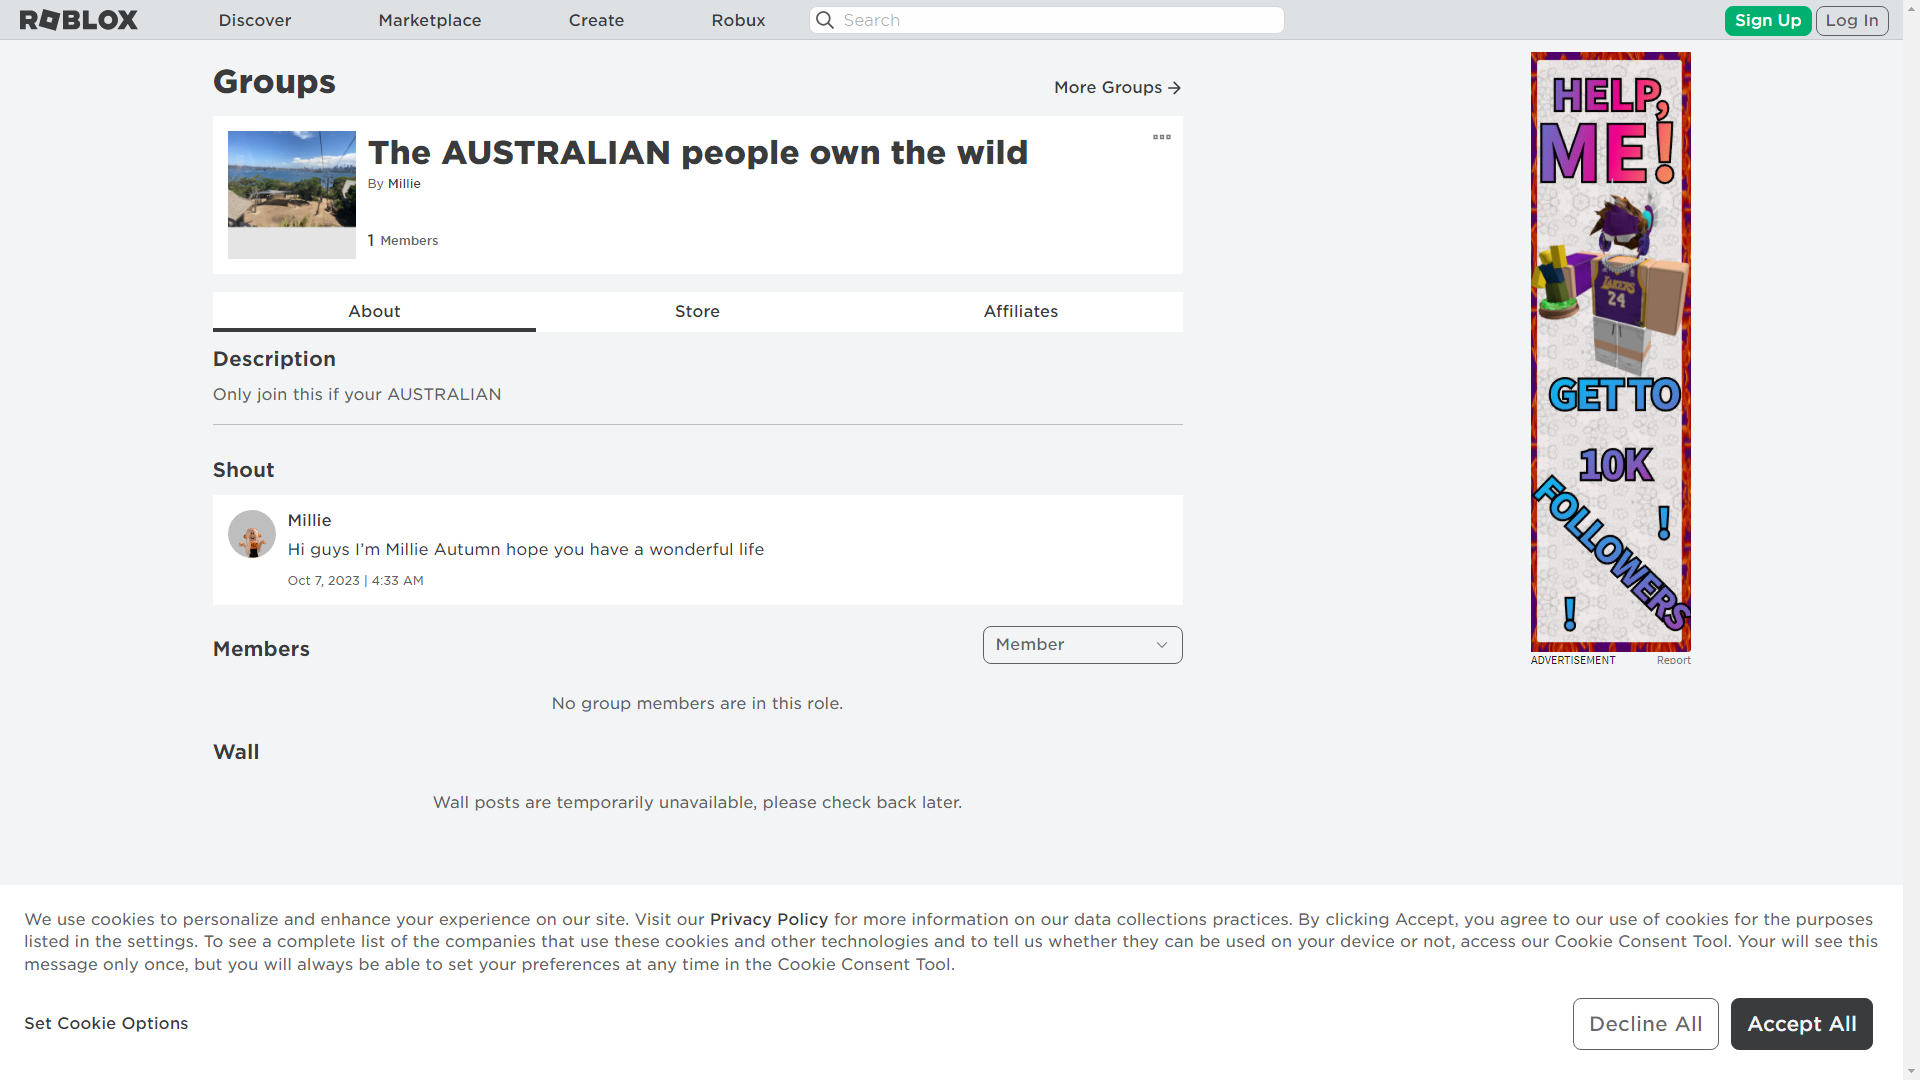 ROBLOX
Discover
Marketplace
Create
Robux
Search
Sign Up
Log In
Groups
More Groups
The AUSTRALIAN people own the wild
By Millie
1 Members
About
Store
Affiliates
Description
Only join this if your AUSTRALIAN
Shout
Millie
Hi guys I'm Millie Autumn hope you have a wonderful life
Oct 7, 2023 | 4:33 AM
Members
Member
No group members are in this role.
Wall
Wall posts are temporarily unavailable, please check back later.
HELP,
ME!
LAKERS
24
GET TO
10K
FOLLOWERS
!
!
ADVERTISEMENT
Report
We use cookies to personalize and enhance your experience on our site. Visit our Privacy Policy for more information on our data collections practices. By clicking Accept, you agree to our use of cookies for the purposes
listed in the settings. To see a complete list of the companies that use these cookies and other technologies and to tell us whether they can be used on your device or not, access our Cookie Consent Tool. Your will see this
message only once, but you will always be able to set your preferences at any time in the Cookie Consent Tool.
Set Cookie Options
Decline All
Accept All